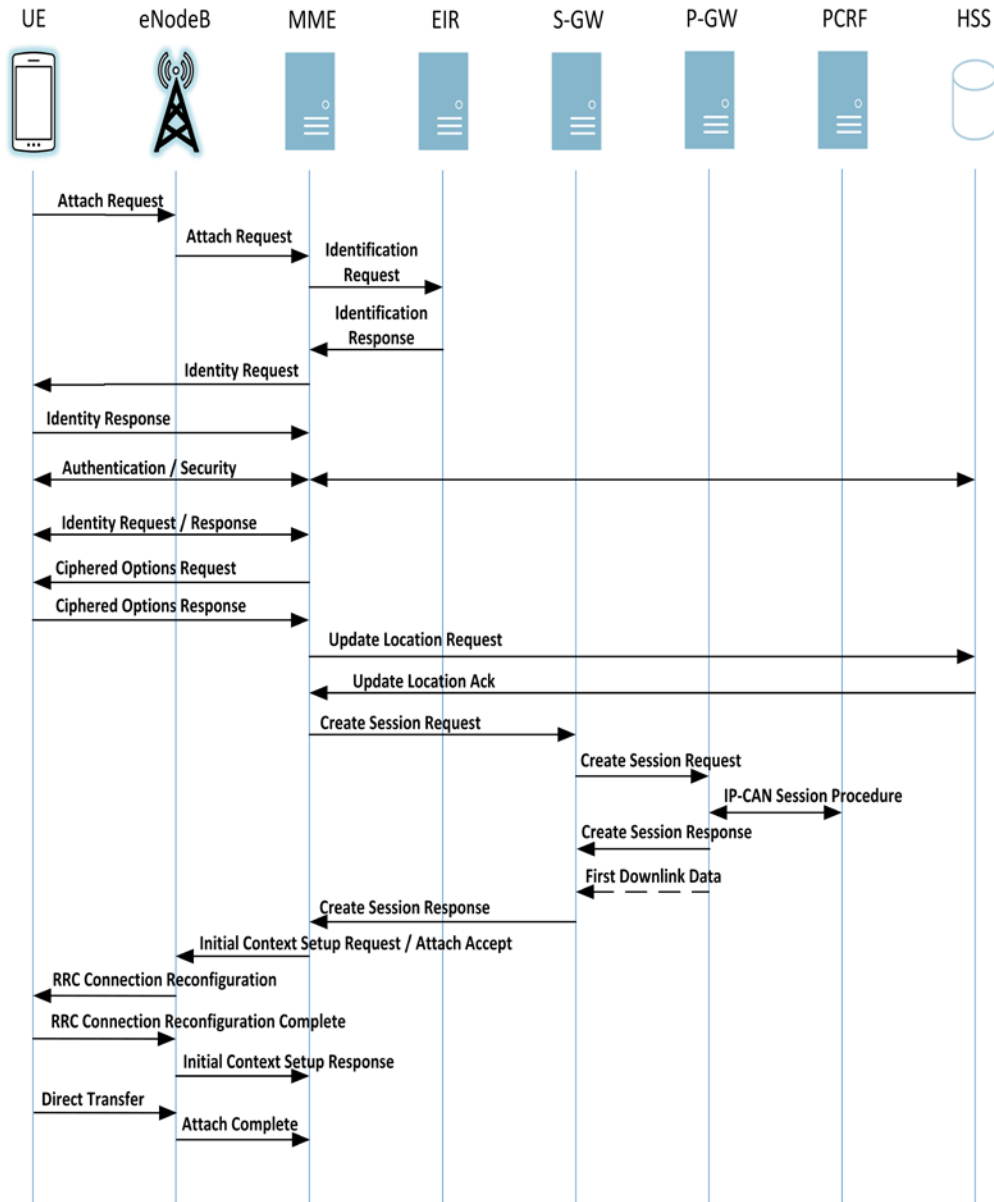 UE eNodeB MME EIR S-GW P-GW PCRF HSS
Attach Request
Attach Request
Identification
Request
Identification
Response
Identity Request
Identity Response
Authentication / Security
Identity Request / Response
Ciphered Options Request
Ciphered Options Response
Update Location Request
Update Location Ack
Create Session Request
Create Session Request
IP-CAN Session Procedure
Create Session Response
First Downlink Data
Create Session Response
Initial Context Setup Request / Attach Accept
RRC Connection Reconfiguration
RRC Connection Reconfiguration Complete
Initial Context Setup Response
Direct Transfer
Attach Complete